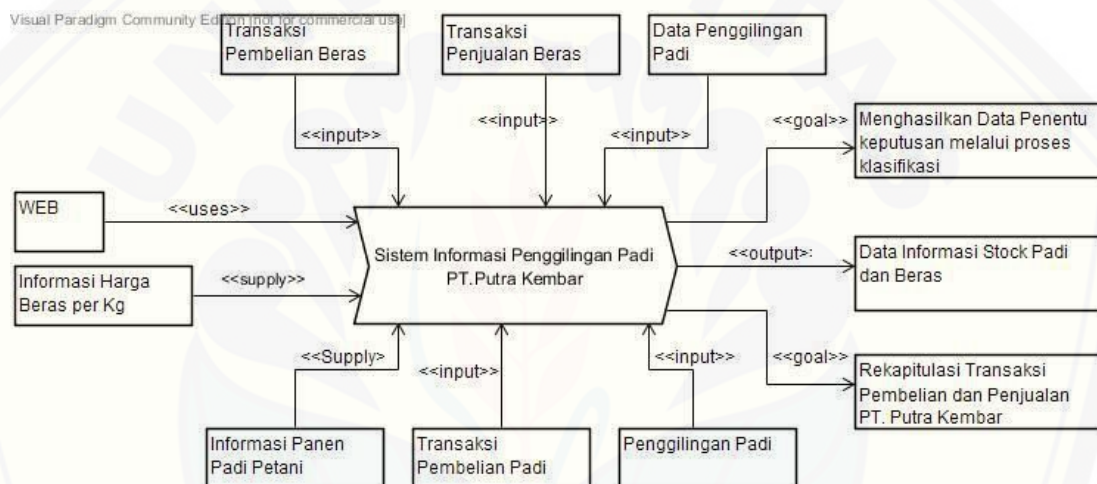 Visual Paradigm Community Edition [not for commercial use]
Transaksi
Pembelian Beras
Transaksi
Penjualan Beras
Data Penggilingan
Padi
<<input>>
<<input>>
<<input>>
<<goal>>
Menghasilkan Data Penentu
keputusan melalui proses
klasifikasi
WEB
<<uses>>
Sistem Informasi Penggilingan Padi
PT.Putra Kembar
<<output>:
Data Informasi Stock Padi
dan Beras
Informasi Harga
Beras per Kg
<<supply>>
<<Supply>
<<input>>
<<input>>
<<goal>>
Rekapitulasi Transaksi
Pembelian dan Penjualan
PT. Putra Kembar
Informasi Panen
Padi Petani
Transaksi
Pembelian Padi
Penggilingan Padi